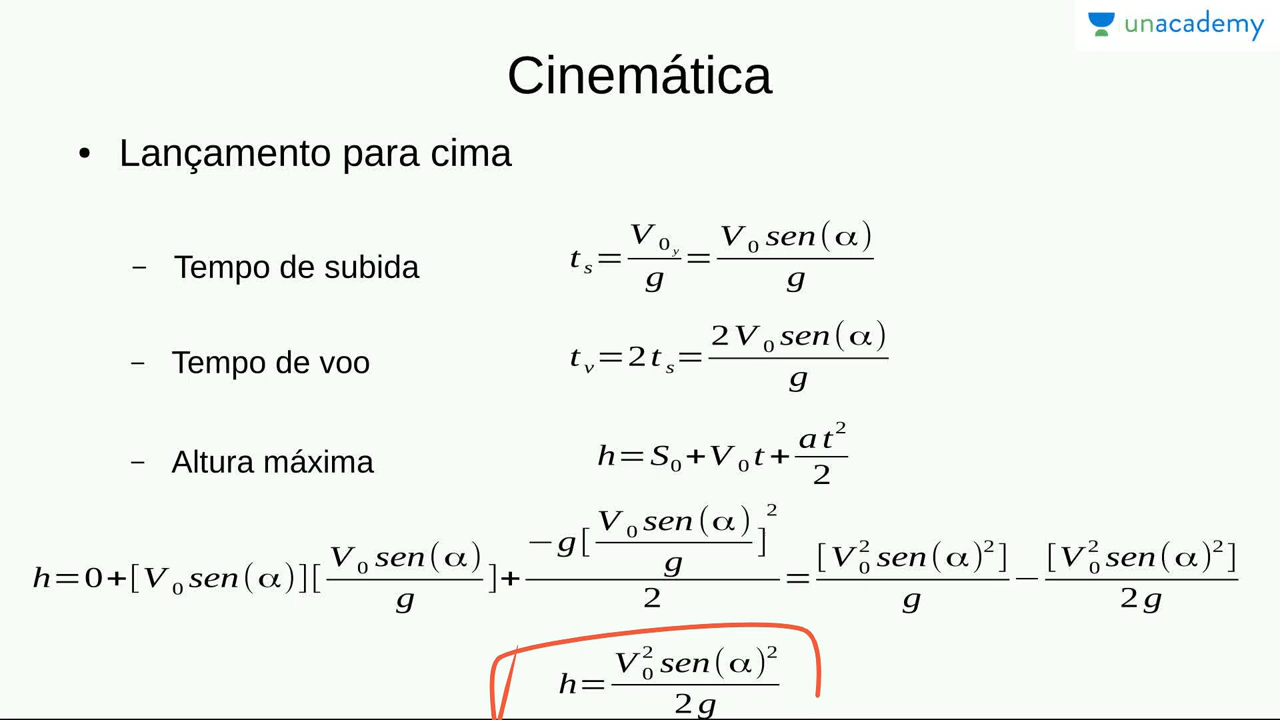 unacademy
Cinemática
• Lançamento para cima
– Tempo de subida t_s = V_{0_y}/g = V_0 sen(α)/g
– Tempo de voo t_v = 2t_s = 2V_0 sen(α)/g
– Altura máxima h = S_0 + V_0 t + at²/2
h = 0 + [V_0 sen(α)][V_0 sen(α)/g] + −g[V_0 sen(α)/g]²/2 = [V_0² sen(α)²]/g − [V_0² sen(α)²]/2g
h = V_0² sen(α)²/2g